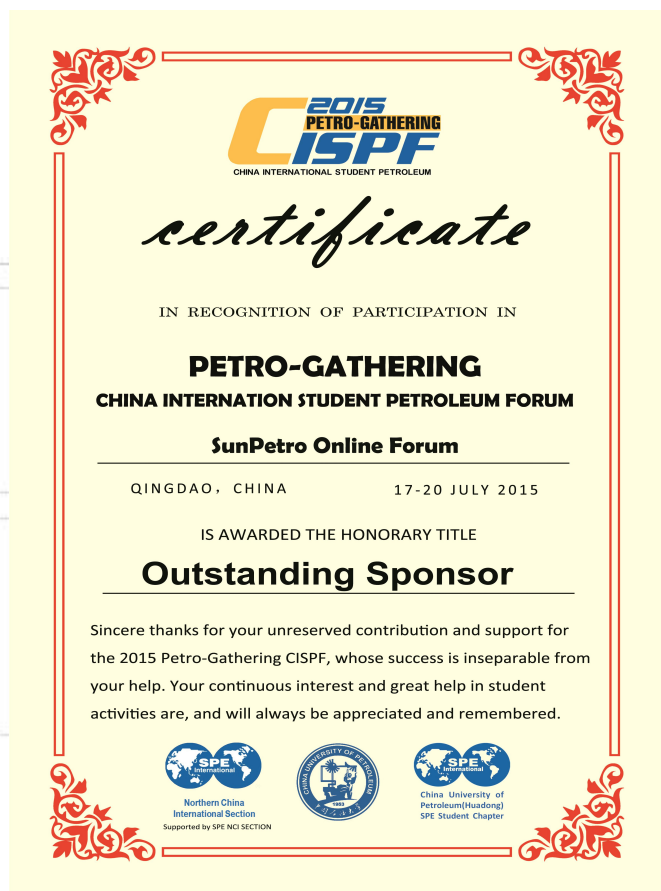 2015
PETRO-GATHERING
CISPF
CHINA INTERNATIONAL STUDENT PETROLEUM
certificate
IN RECOGNITION OF PARTICIPATION IN
PETRO-GATHERING
CHINA INTERNATION STUDENT PETROLEUM FORUM
SunPetro Online Forum
QINGDAO, CHINA 17-20 JULY 2015
IS AWARDED THE HONORARY TITLE
Outstanding Sponsor
Sincere thanks for your unreserved contribution and support for
the 2015 Petro-Gathering CISPF, whose success is inseparable from
your help. Your continuous interest and great help in student
activities are, and will always be appreciated and remembered.
SPE
International
Northern China
International Section
Supported by SPE NCI SECTION
CHINA UNIVERSITY OF PETROLEUM
1953
SPE
International
China University of
Petroleum(Huadong)
SPE Student Chapter